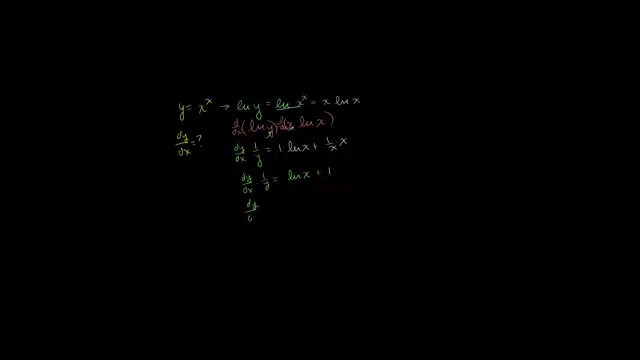 y = x^x → ln y = ln x^x = x ln x
d/dx (ln y) = d/dx (x ln x)
dy/dx = ?
dy/dx · 1/y = 1 ln x + 1/x x
dy/dx · 1/y = ln x + 1
dy